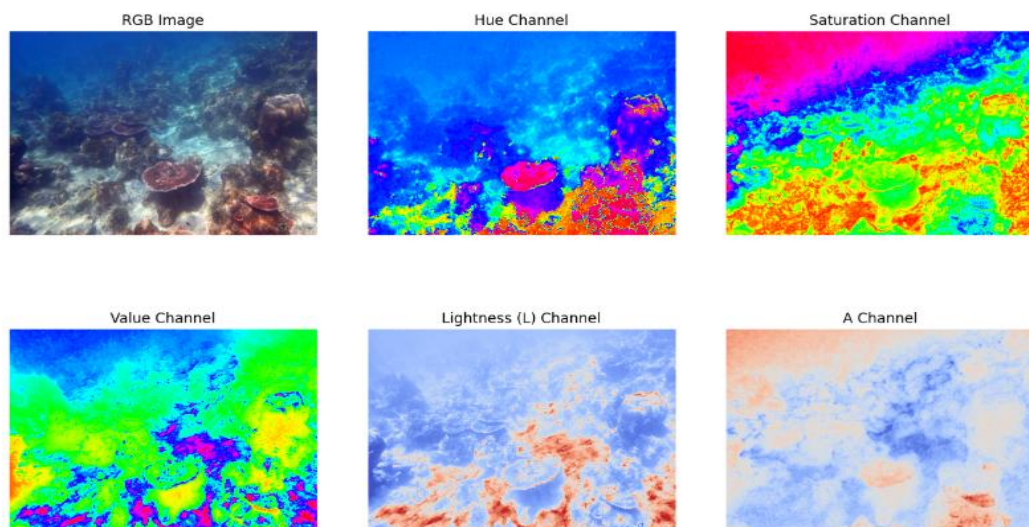 RGB Image
Hue Channel
Saturation Channel
Value Channel
Lightness (L) Channel
A Channel